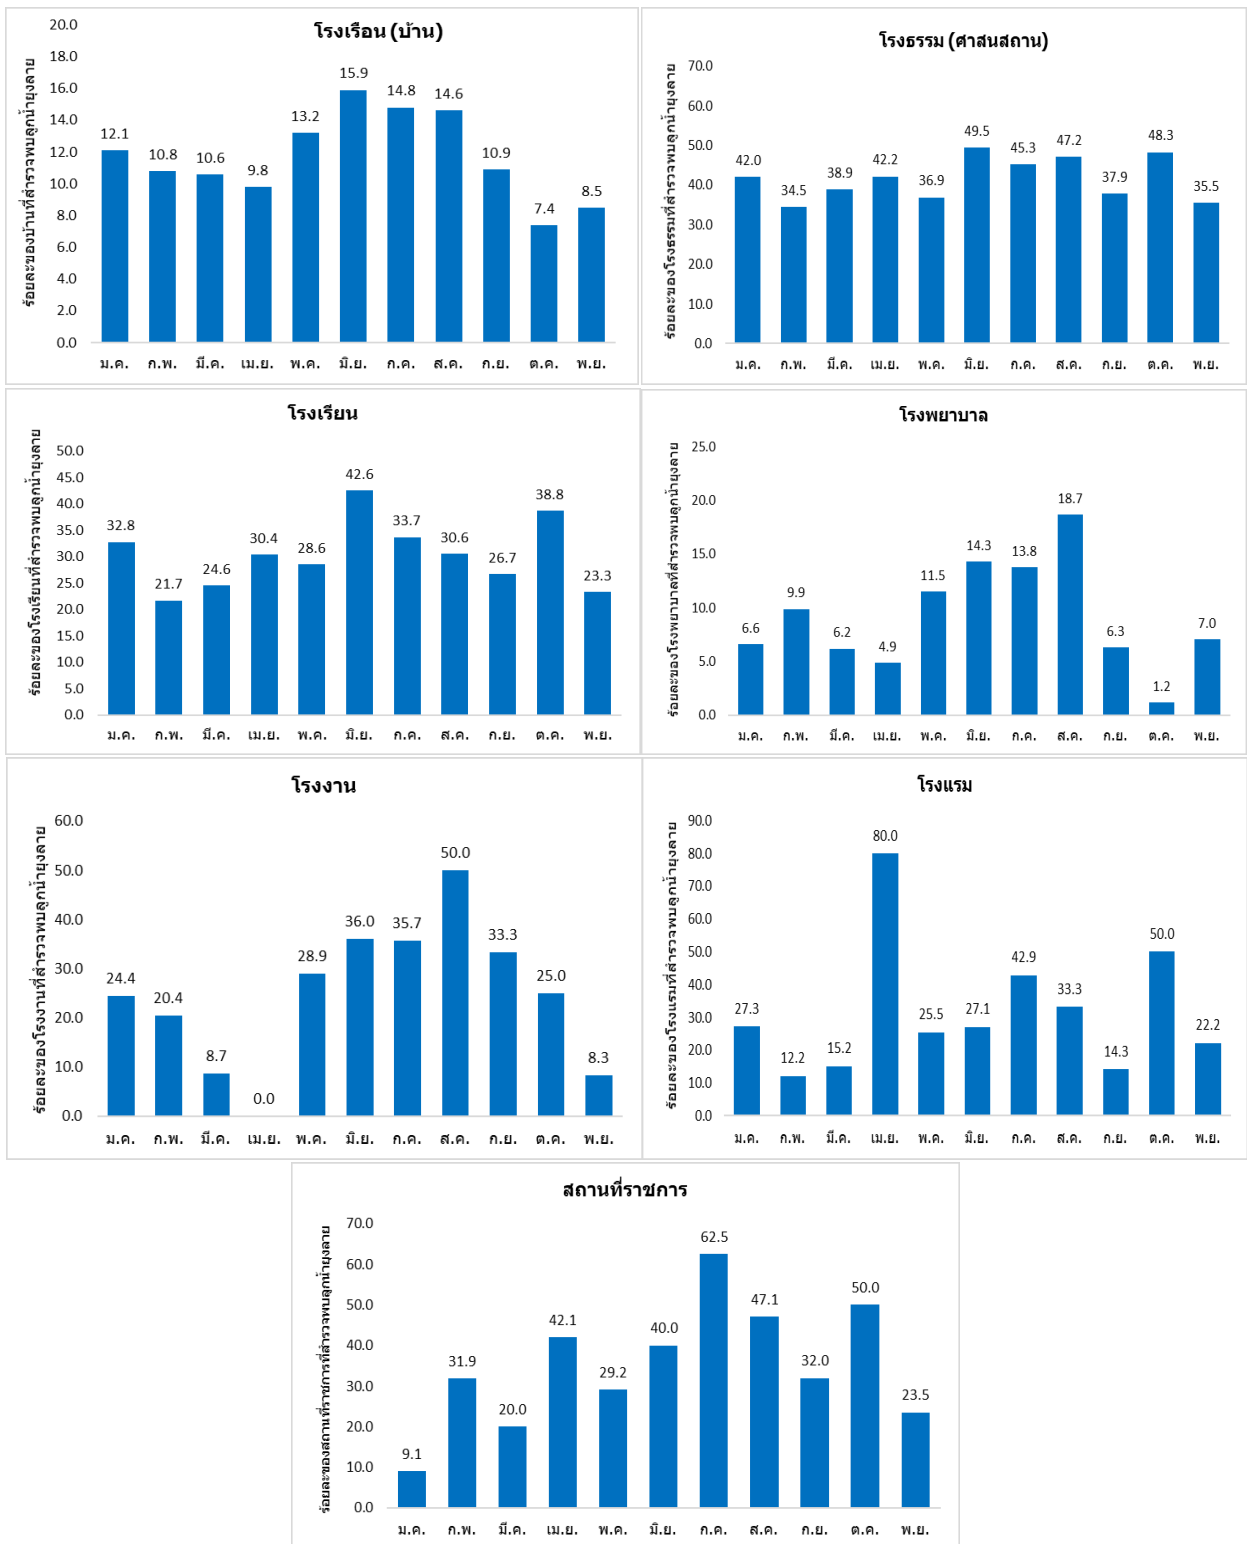 โรงเรือน (บ้าน)
ร้อยละของบ้านที่สำรวจพบลูกน้ำยุงลาย
20.0
18.0
16.0
14.0
12.0
10.0
8.0
6.0
4.0
2.0
0.0
12.1 10.8 10.6 9.8 13.2 15.9 14.8 14.6 10.9 7.4 8.5
ม.ค. ก.พ. มี.ค. เม.ย. พ.ค. มิ.ย. ก.ค. ส.ค. ก.ย. ต.ค. พ.ย.
โรงธรรม (ศาสนสถาน)
ร้อยละของโรงธรรมที่สำรวจพบลูกน้ำยุงลาย
70.0
60.0
50.0
40.0
30.0
20.0
10.0
0.0
42.0 34.5 38.9 42.2 36.9 49.5 45.3 47.2 37.9 48.3 35.5
ม.ค. ก.พ. มี.ค. เม.ย. พ.ค. มิ.ย. ก.ค. ส.ค. ก.ย. ต.ค. พ.ย.
โรงเรียน
ร้อยละของโรงเรียนที่สำรวจพบลูกน้ำยุงลาย
50.0
45.0
40.0
35.0
30.0
25.0
20.0
15.0
10.0
5.0
0.0
32.8 21.7 24.6 30.4 28.6 42.6 33.7 30.6 26.7 38.8 23.3
ม.ค. ก.พ. มี.ค. เม.ย. พ.ค. มิ.ย. ก.ค. ส.ค. ก.ย. ต.ค. พ.ย.
โรงพยาบาล
ร้อยละของโรงพยาบาลที่สำรวจพบลูกน้ำยุงลาย
25.0
20.0
15.0
10.0
5.0
0.0
6.6 9.9 6.2 4.9 11.5 14.3 13.8 18.7 6.3 1.2 7.0
ม.ค. ก.พ. มี.ค. เม.ย. พ.ค. มิ.ย. ก.ค. ส.ค. ก.ย. ต.ค. พ.ย.
โรงงาน
ร้อยละของโรงงานที่สำรวจพบลูกน้ำยุงลาย
60.0
50.0
40.0
30.0
20.0
10.0
0.0
24.4 20.4 8.7 0.0 28.9 36.0 35.7 50.0 33.3 25.0 8.3
ม.ค. ก.พ. มี.ค. เม.ย. พ.ค. มิ.ย. ก.ค. ส.ค. ก.ย. ต.ค. พ.ย.
โรงแรม
ร้อยละของโรงแรมที่สำรวจพบลูกน้ำยุงลาย
90.0
80.0
70.0
60.0
50.0
40.0
30.0
20.0
10.0
0.0
27.3 12.2 15.2 80.0 25.5 27.1 42.9 33.3 14.3 50.0 22.2
ม.ค. ก.พ. มี.ค. เม.ย. พ.ค. มิ.ย. ก.ค. ส.ค. ก.ย. ต.ค. พ.ย.
สถานที่ราชการ
ร้อยละของสถานที่ราชการที่สำรวจพบลูกน้ำยุงลาย
70.0
60.0
50.0
40.0
30.0
20.0
10.0
0.0
9.1 31.9 20.0 42.1 29.2 40.0 62.5 47.1 32.0 50.0 23.5
ม.ค. ก.พ. มี.ค. เม.ย. พ.ค. มิ.ย. ก.ค. ส.ค. ก.ย. ต.ค. พ.ย.